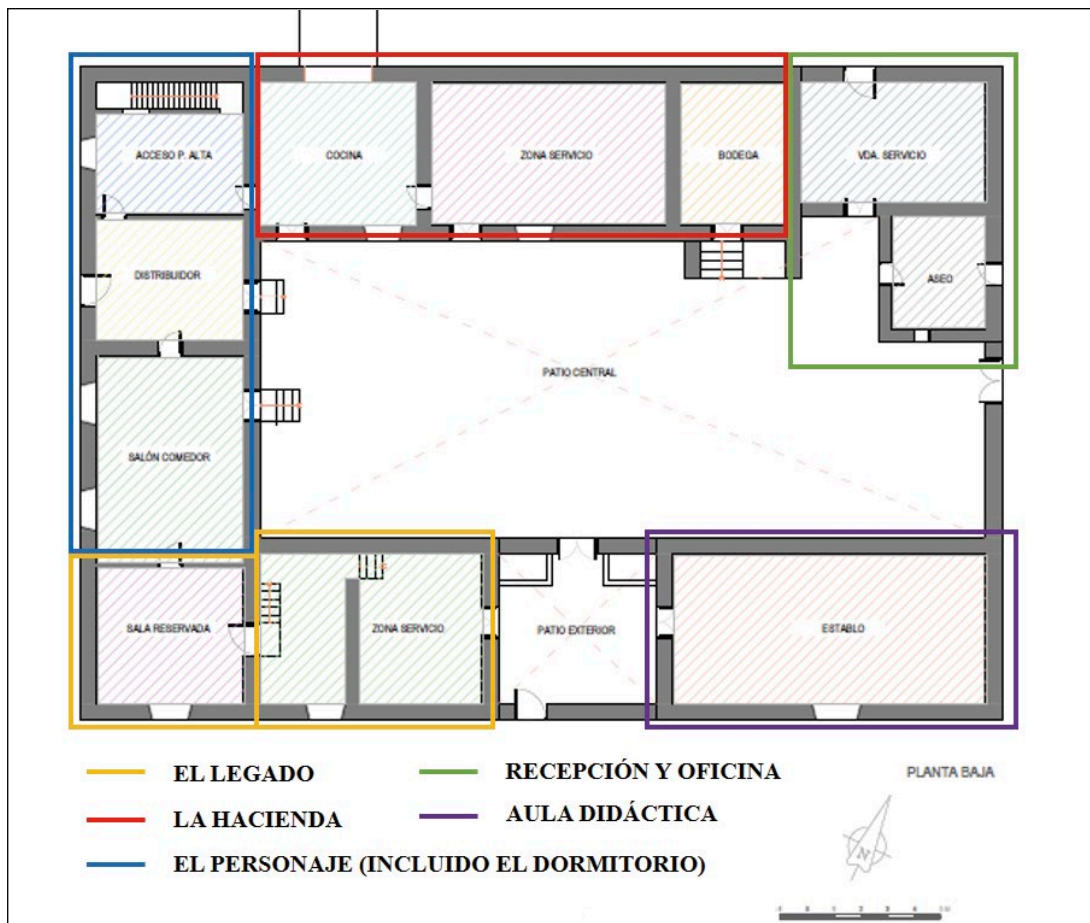 ACCESO P. ALTA
COCINA
ZONA SERVICIO
BODEGA
VDA. SERVICIO
DISTRIBUIDOR
ASEO
PATIO CENTRAL
SALÓN COMEDOR
SALA RESERVADA
ZONA SERVICIO
PATIO EXTERIOR
ESTABLO
EL LEGADO
RECEPCIÓN Y OFICINA
PLANTA BAJA
LA HACIENDA
AULA DIDÁCTICA
EL PERSONAJE (INCLUIDO EL DORMITORIO)
N